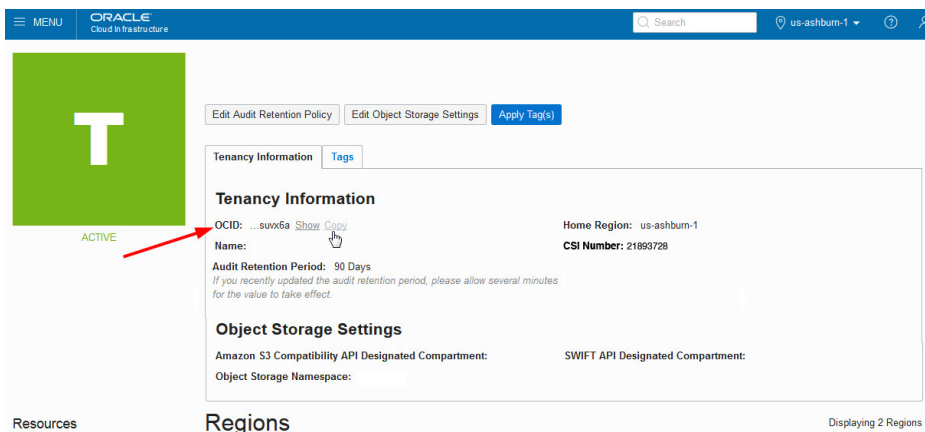 MENU ORACLE Cloud Infrastructure Search us-ashburn-1
T
ACTIVE
Edit Audit Retention Policy Edit Object Storage Settings Apply Tag(s)
Tenancy Information Tags
Tenancy Information
OCID: ...suvx6a Show Copy Home Region: us-ashburn-1
Name: CSI Number: 21893728
Audit Retention Period: 90 Days
If you recently updated the audit retention period, please allow several minutes
for the value to take effect.
Object Storage Settings
Amazon S3 Compatibility API Designated Compartment: SWIFT API Designated Compartment:
Object Storage Namespace:
Resources Regions Displaying 2 Regions